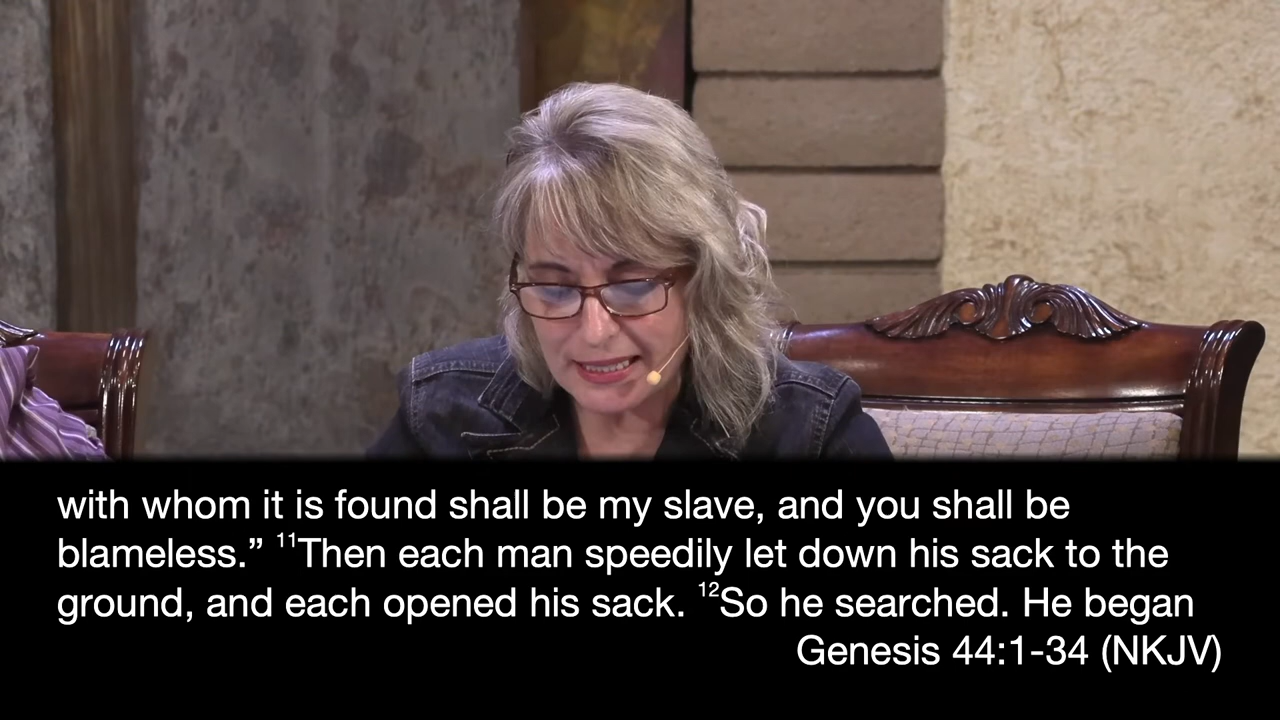 with whom it is found shall be my slave, and you shall be
blameless.” ¹¹Then each man speedily let down his sack to the
ground, and each opened his sack. ¹²So he searched. He began
Genesis 44:1-34 (NKJV)